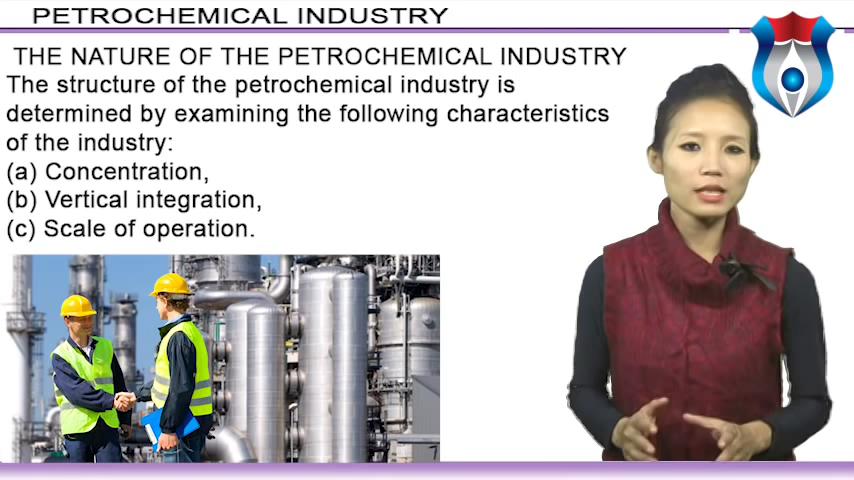 PETROCHEMICAL INDUSTRY
THE NATURE OF THE PETROCHEMICAL INDUSTRY
The structure of the petrochemical industry is
determined by examining the following characteristics
of the industry:
(a) Concentration,
(b) Vertical integration,
(c) Scale of operation.